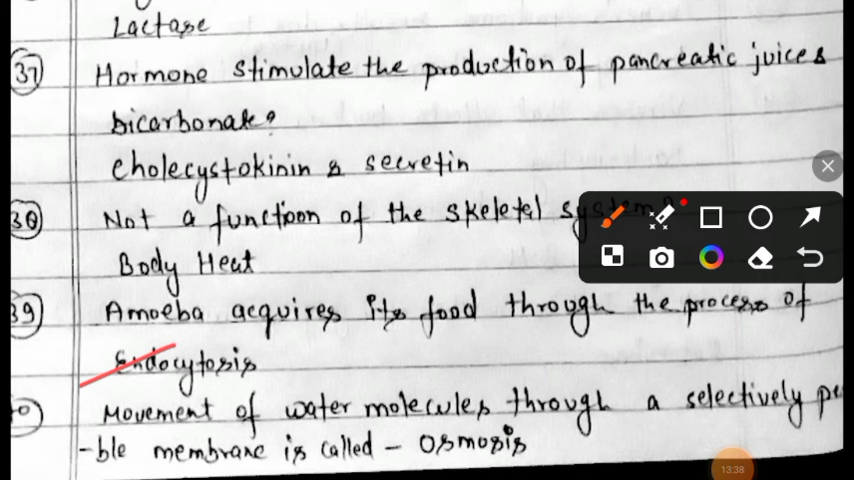 Lactase
37 Hormone stimulate the production of pancreatic juices
bicarbonate?
Cholecystokinin & secretin
38 Not a function of the skeletal system?
Body Heat
39 Amoeba acquires its food through the process of
Endocytosis
Movement of water molecules through a selectively pe
-ble membrane is called - Osmosis
13:38